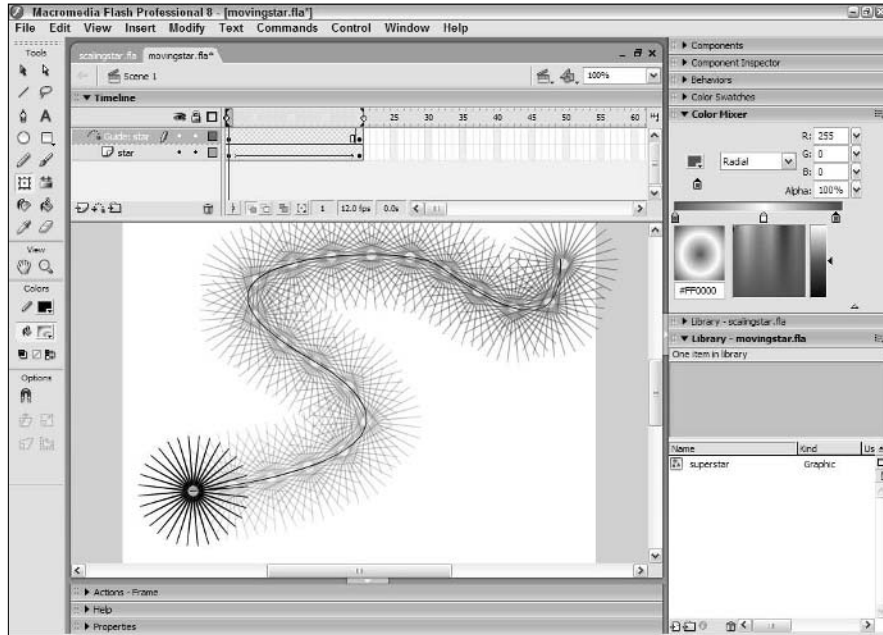 Macromedia Flash Professional 8 - [movingstar.fla*]
File Edit View Insert Modify Text Commands Control Window Help
Tools
View
Colors
Options
scalingstar.fla movingstar.fla*
Scene 1
100%
Timeline
25 30 35 40 45 50 55 60
Guide: star
star
1 12.0 fps 0.0s
Actions - Frame
Help
Properties
Components
Component Inspector
Behaviors
Color Swatches
Color Mixer
R: 255
Radial
G: 0
B: 0
Alpha: 100%
#FF0000
Library - scalingstar.fla
Library - movingstar.fla
One item in library
Name Kind
superstar Graphic